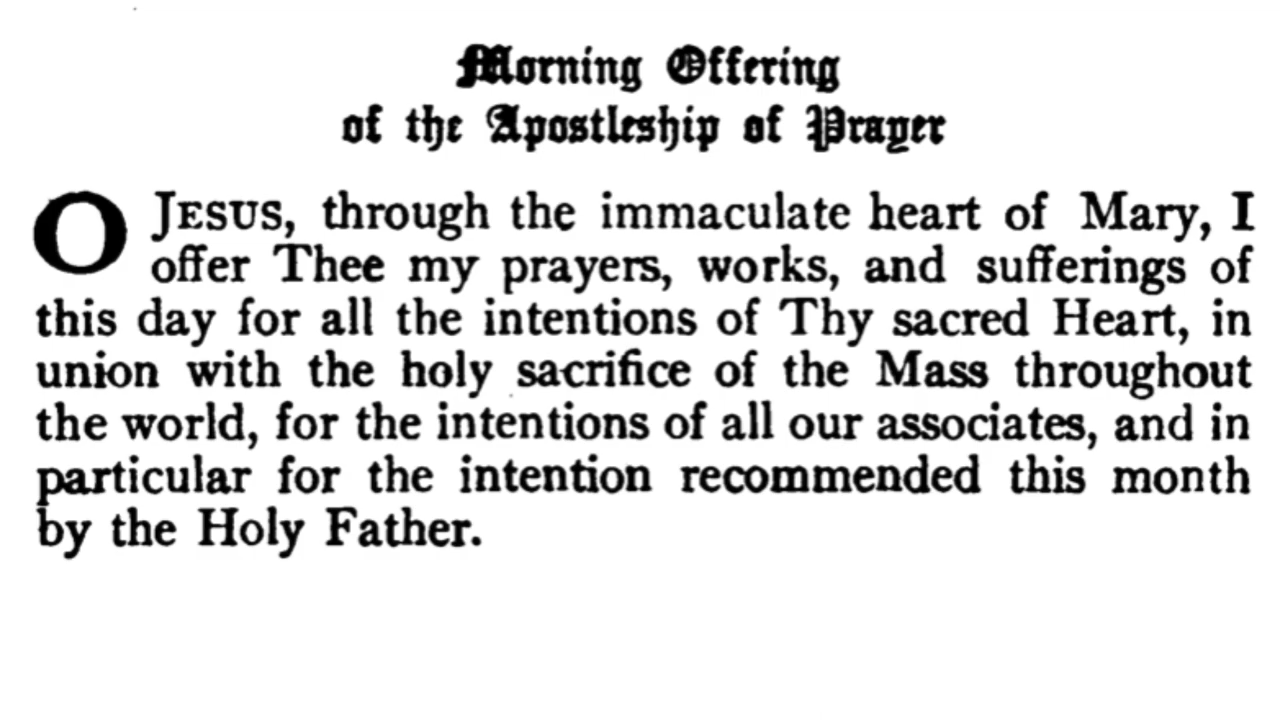 Morning Offering
of the Apostleship of Prayer
O JESUS, through the immaculate heart of Mary, I
offer Thee my prayers, works, and sufferings of
this day for all the intentions of Thy sacred Heart, in
union with the holy sacrifice of the Mass throughout
the world, for the intentions of all our associates, and in
particular for the intention recommended this month
by the Holy Father.